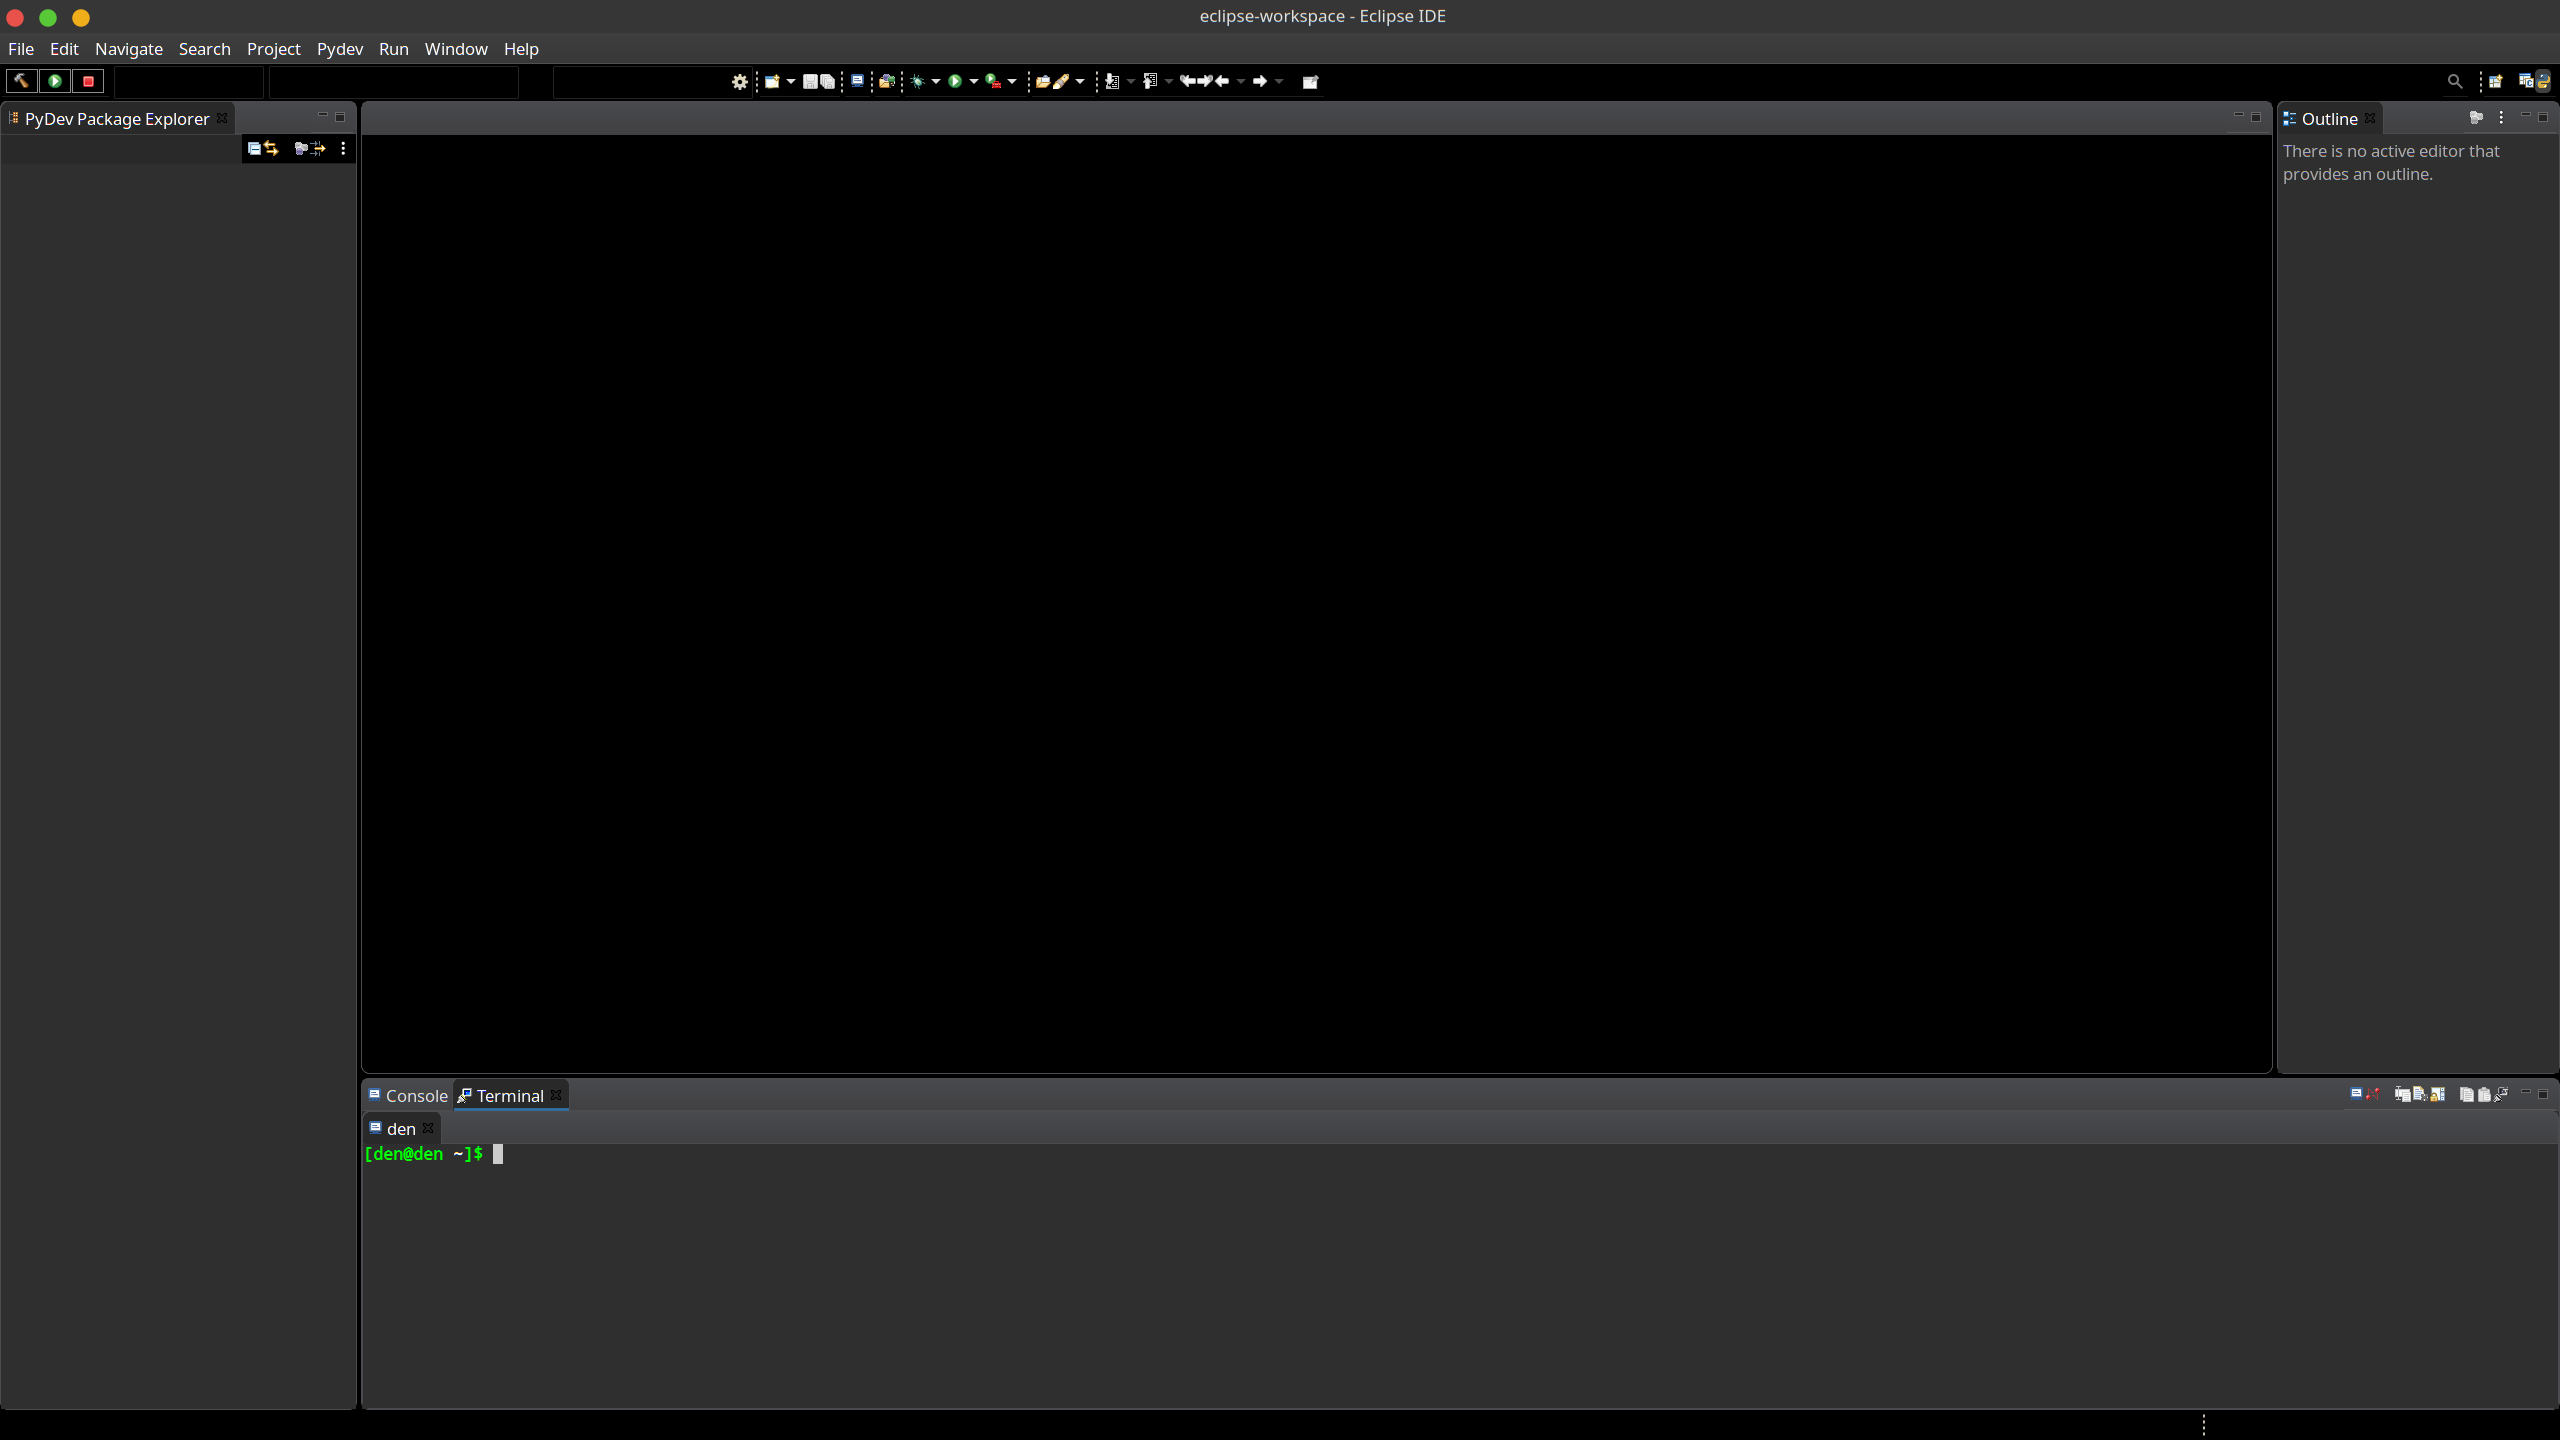 eclipse-workspace - Eclipse IDE
File Edit Navigate Search Project Pydev Run Window Help
PyDev Package Explorer
Outline
There is no active editor that
provides an outline.
Console Terminal
den
[den@den ~]$